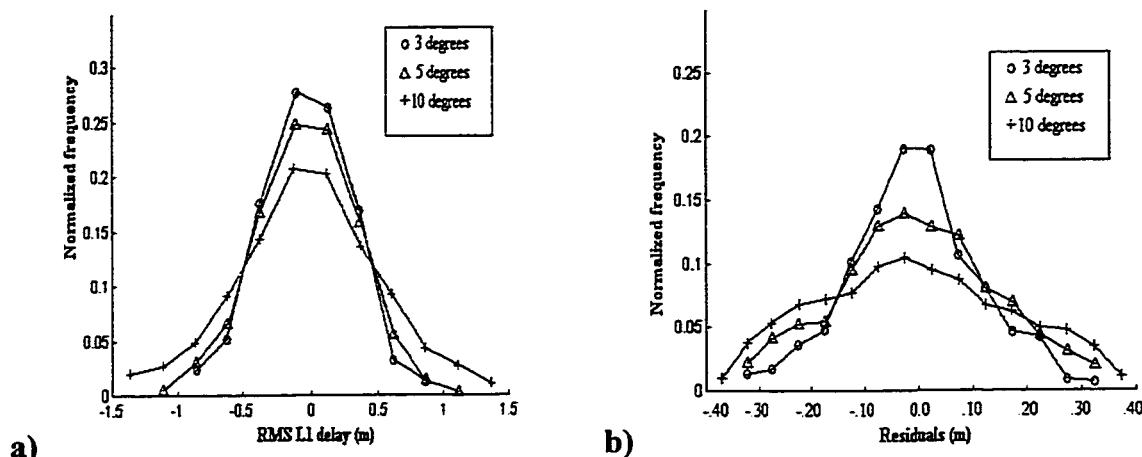 o 3 degrees
△ 5 degrees
+ 10 degrees
Normalized frequency
0.3
0.25
0.2
0.15
0.1
0.05
0
-1.5
-1
-0.5
0
0.5
1
1.5
RMS L1 delay (m)
a)
o 3 degrees
△ 5 degrees
+ 10 degrees
Normalized frequency
0.25
0.2
0.15
0.1
0.05
0
-.40
-.30
-.20
-.10
0.0
.10
.20
.30
.40
Residuals (m)
b)